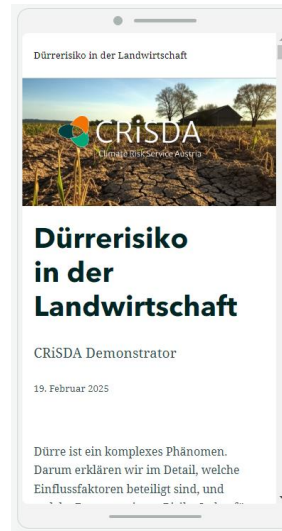 Dürrerisiko in der Landwirtschaft
CRiSDA
Climate Risk Service Austria
Dürrerisiko
in der
Landwirtschaft
CRiSDA Demonstrator
19. Februar 2025
Dürre ist ein komplexes Phänomen.
Darum erklären wir im Detail, welche
Einflussfaktoren beteiligt sind, und